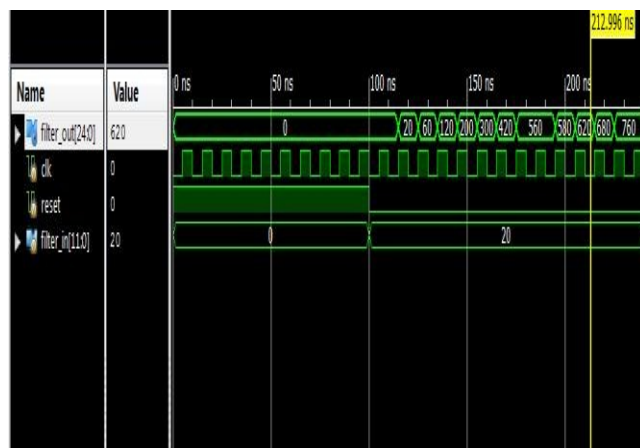 212.996 ns
Name Value 0 ns 50 ns 100 ns 150 ns 200 ns
filter_out[24:0] 620 0 20 60 120 200 300 420 560 580 620 680 760
clk 0
reset 0
filter_in[11:0] 20 0 20